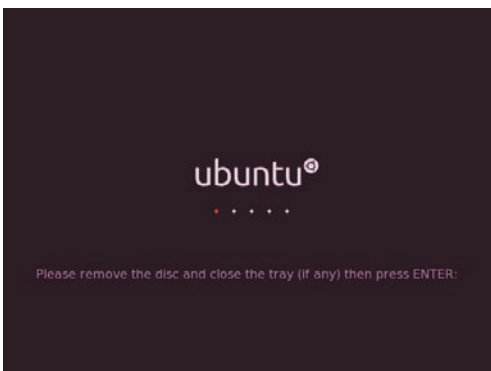 ubuntu
Please remove the disc and close the tray (if any) then press ENTER: